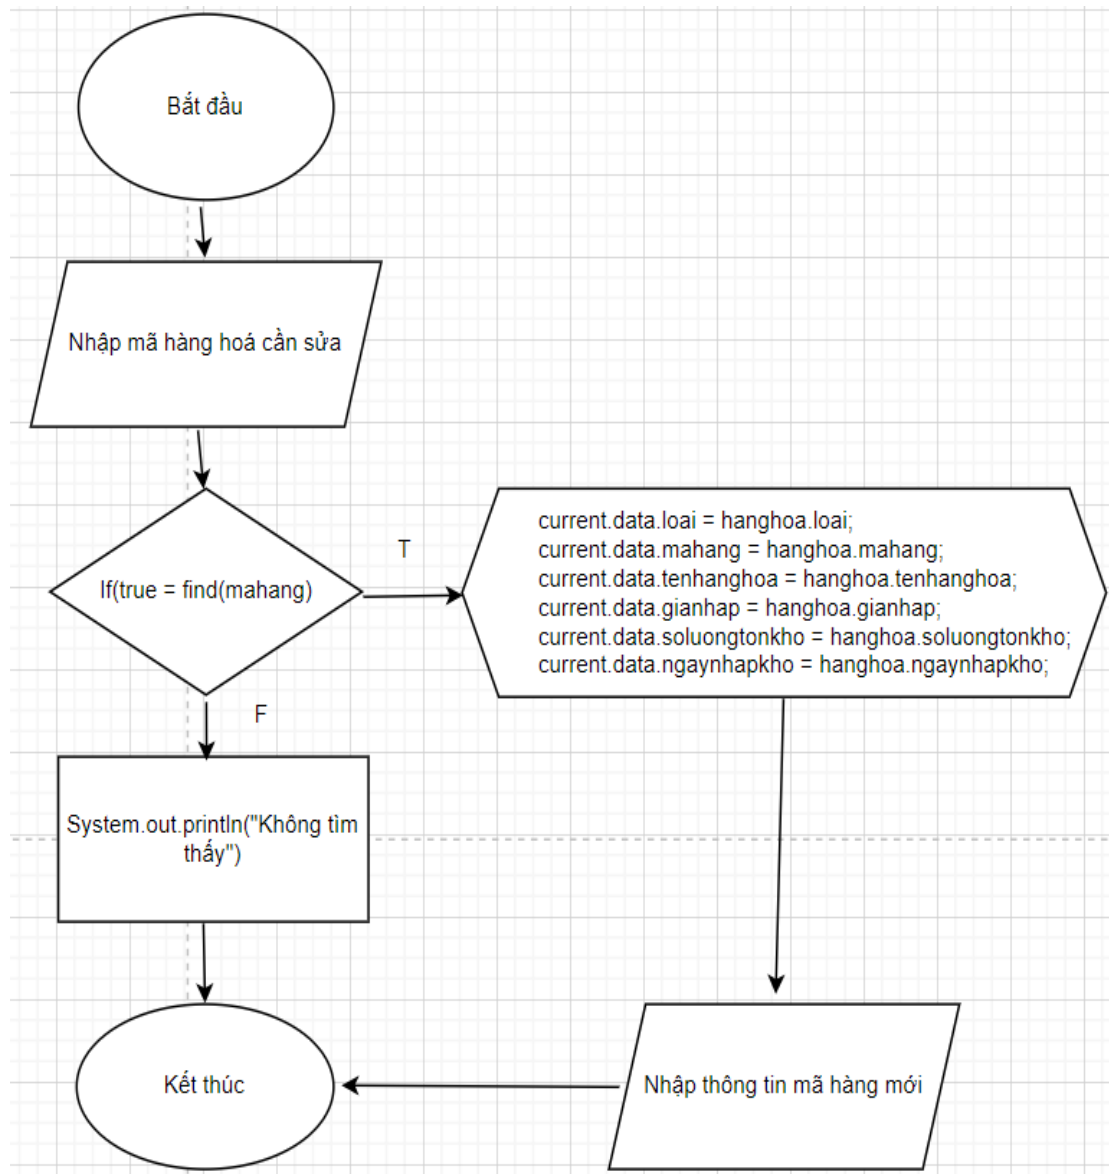 Bắt đầu
Nhập mã hàng hoá cần sửa
If(true = find(mahang)
T
current.data.loai = hanghoa.loai;
current.data.mahang = hanghoa.mahang;
current.data.tenhanghoa = hanghoa.tenhanghoa;
current.data.gianhap = hanghoa.gianhap;
current.data.soluongtonkho = hanghoa.soluongtonkho;
current.data.ngaynhapkho = hanghoa.ngaynhapkho;
F
System.out.println("Không tìm
thấy")
Kết thúc
Nhập thông tin mã hàng mới